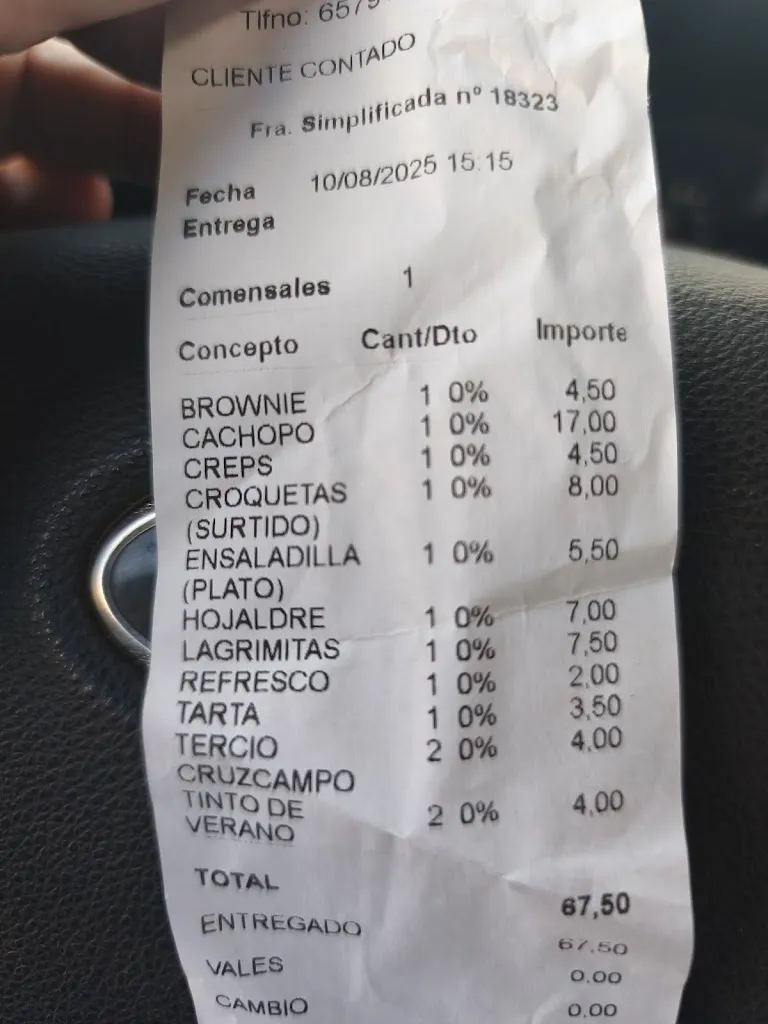 Tlfno: 6579
CLIENTE CONTADO
Fra. Simplificada nº 18323
Fecha 10/08/2025 15:15
Entrega
Comensales 1
Concepto Cant/Dto Importe
BROWNIE 1 0% 4,50
CACHOPO 1 0% 17,00
CREPS 1 0% 4,50
CROQUETAS 1 0% 8,00
(SURTIDO)
ENSALADILLA 1 0% 5,50
(PLATO)
HOJALDRE 1 0% 7,00
LAGRIMITAS 1 0% 7,50
REFRESCO 1 0% 2,00
TARTA 1 0% 3,50
TERCIO 2 0% 4,00
CRUZCAMPO
TINTO DE 2 0% 4,00
VERANO
TOTAL 67,50
ENTREGADO 67,50
VALES 0,00
CAMBIO 0,00